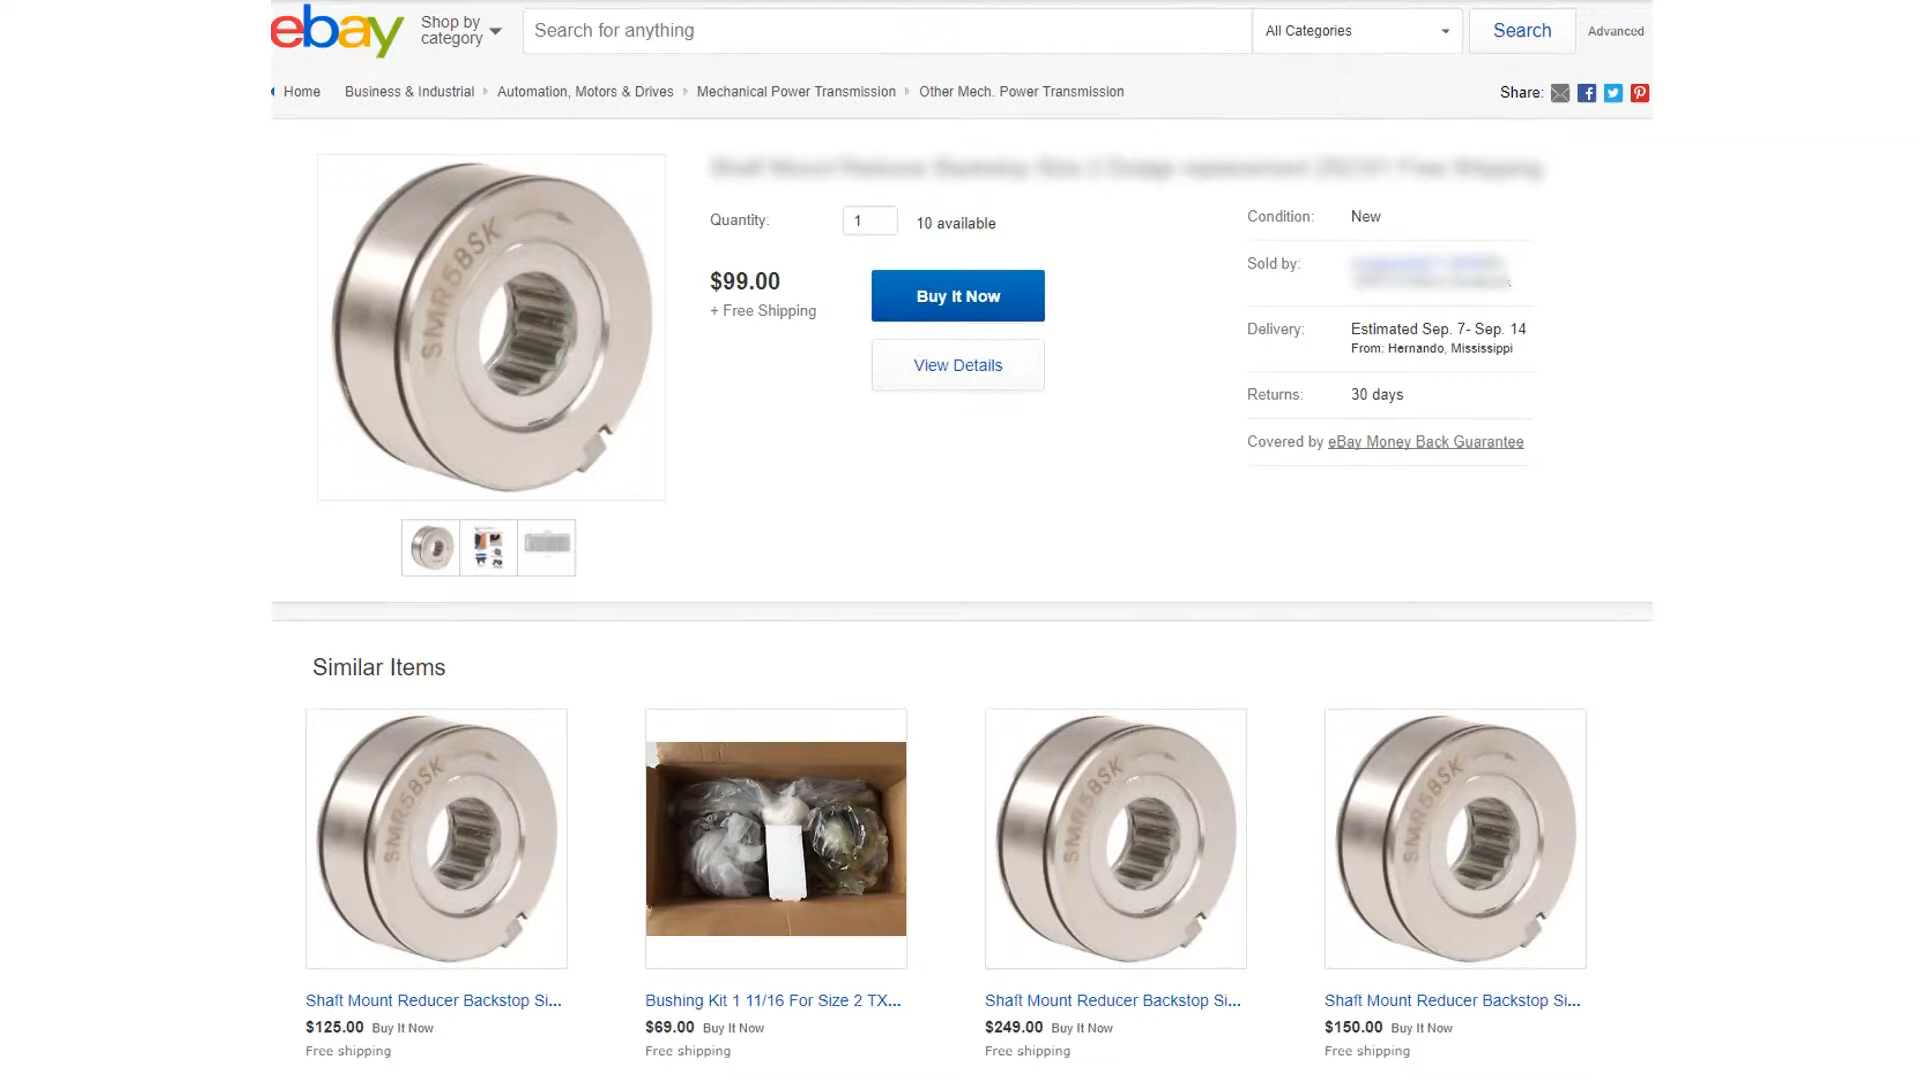 ebay
Shop by
category
Search for anything
All Categories
Search
Advanced
Home
Business & Industrial
Automation, Motors & Drives
Mechanical Power Transmission
Other Mech. Power Transmission
Share:
SMR5BSK
Quantity:
1
10 available
$99.00
+ Free Shipping
Buy It Now
View Details
Condition:
New
Sold by:
Delivery:
Estimated Sep. 7- Sep. 14
From: Hernando, Mississippi
Returns:
30 days
Covered by eBay Money Back Guarantee
Similar Items
SMR5BSK
SMR5BSK
SMR5BSK
Shaft Mount Reducer Backstop Si...
$125.00 Buy It Now
Free shipping
Bushing Kit 1 11/16 For Size 2 TX...
$69.00 Buy It Now
Free shipping
Shaft Mount Reducer Backstop Si...
$249.00 Buy It Now
Free shipping
Shaft Mount Reducer Backstop Si...
$150.00 Buy It Now
Free shipping